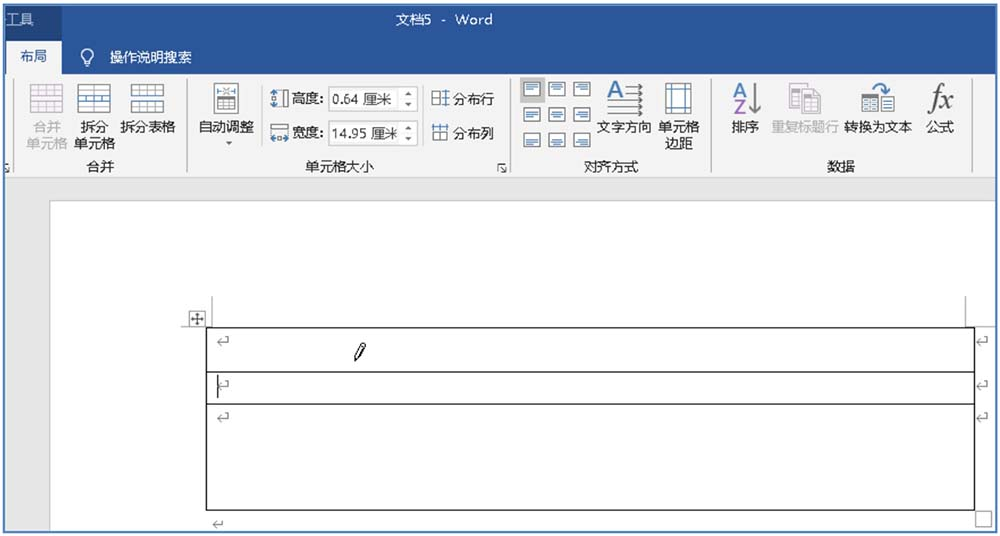 工具
文档5 - Word
布局
操作说明搜索
合并
单元格
拆分
单元格
拆分表格
合并
自动调整
高度: 0.64 厘米
宽度: 14.95 厘米
分布行
分布列
单元格大小
文字方向
单元格
边距
对齐方式
A
Z
排序
重复标题行
转换为文本
fx
公式
数据